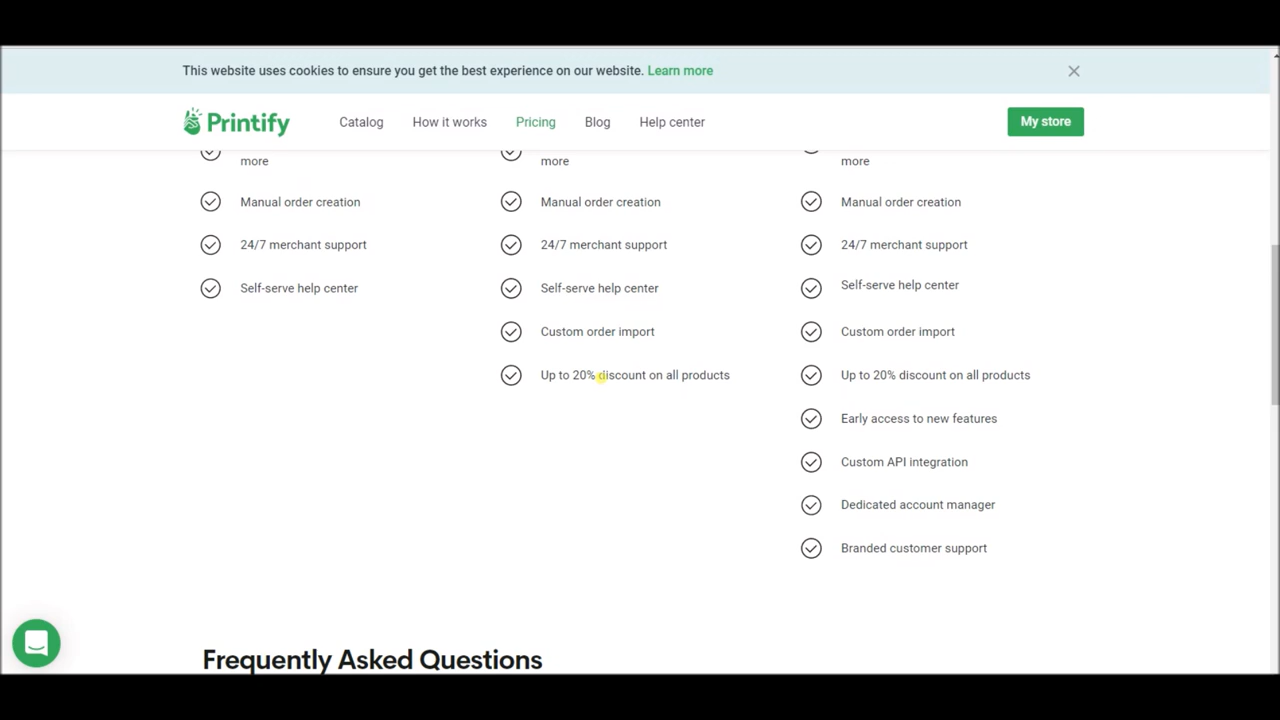 This website uses cookies to ensure you get the best experience on our website. Learn more
Printify
Catalog
How it works
Pricing
Blog
Help center
My store
more
Manual order creation
24/7 merchant support
Self-serve help center
more
Manual order creation
24/7 merchant support
Self-serve help center
Custom order import
Up to 20% discount on all products
more
Manual order creation
24/7 merchant support
Self-serve help center
Custom order import
Up to 20% discount on all products
Early access to new features
Custom API integration
Dedicated account manager
Branded customer support
Frequently Asked Questions